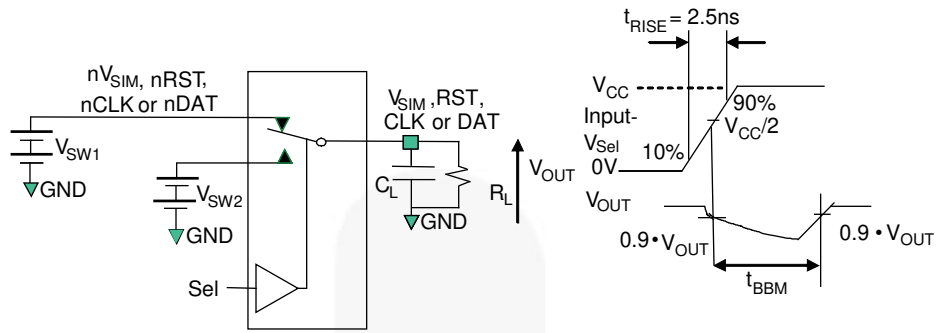 nV_SIM, nRST,
nCLK or nDAT
V_SW1
GND
V_SW2
GND
Sel
V_SIM ,RST,
CLK or DAT
C_L
R_L
GND
V_OUT
t_RISE = 2.5ns
V_CC
Input-
V_Sel
0V
10%
90%
V_CC/2
V_OUT
0.9•V_OUT
0.9 • V_OUT
t_BBM